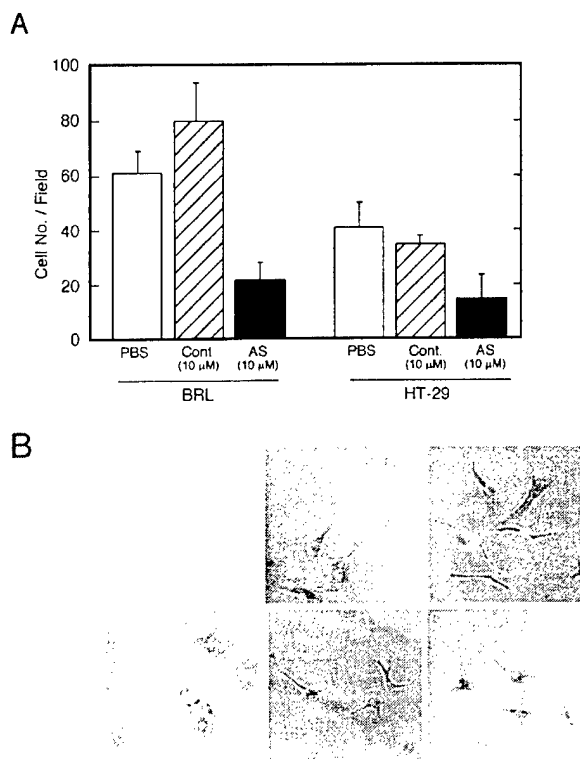 A
100
80
60
40
20
0
Cell No. / Field
PBS Cont. AS PBS Cont. AS
(10 μM) (10 μM) (10 μM) (10 μM)
BRL HT-29
B